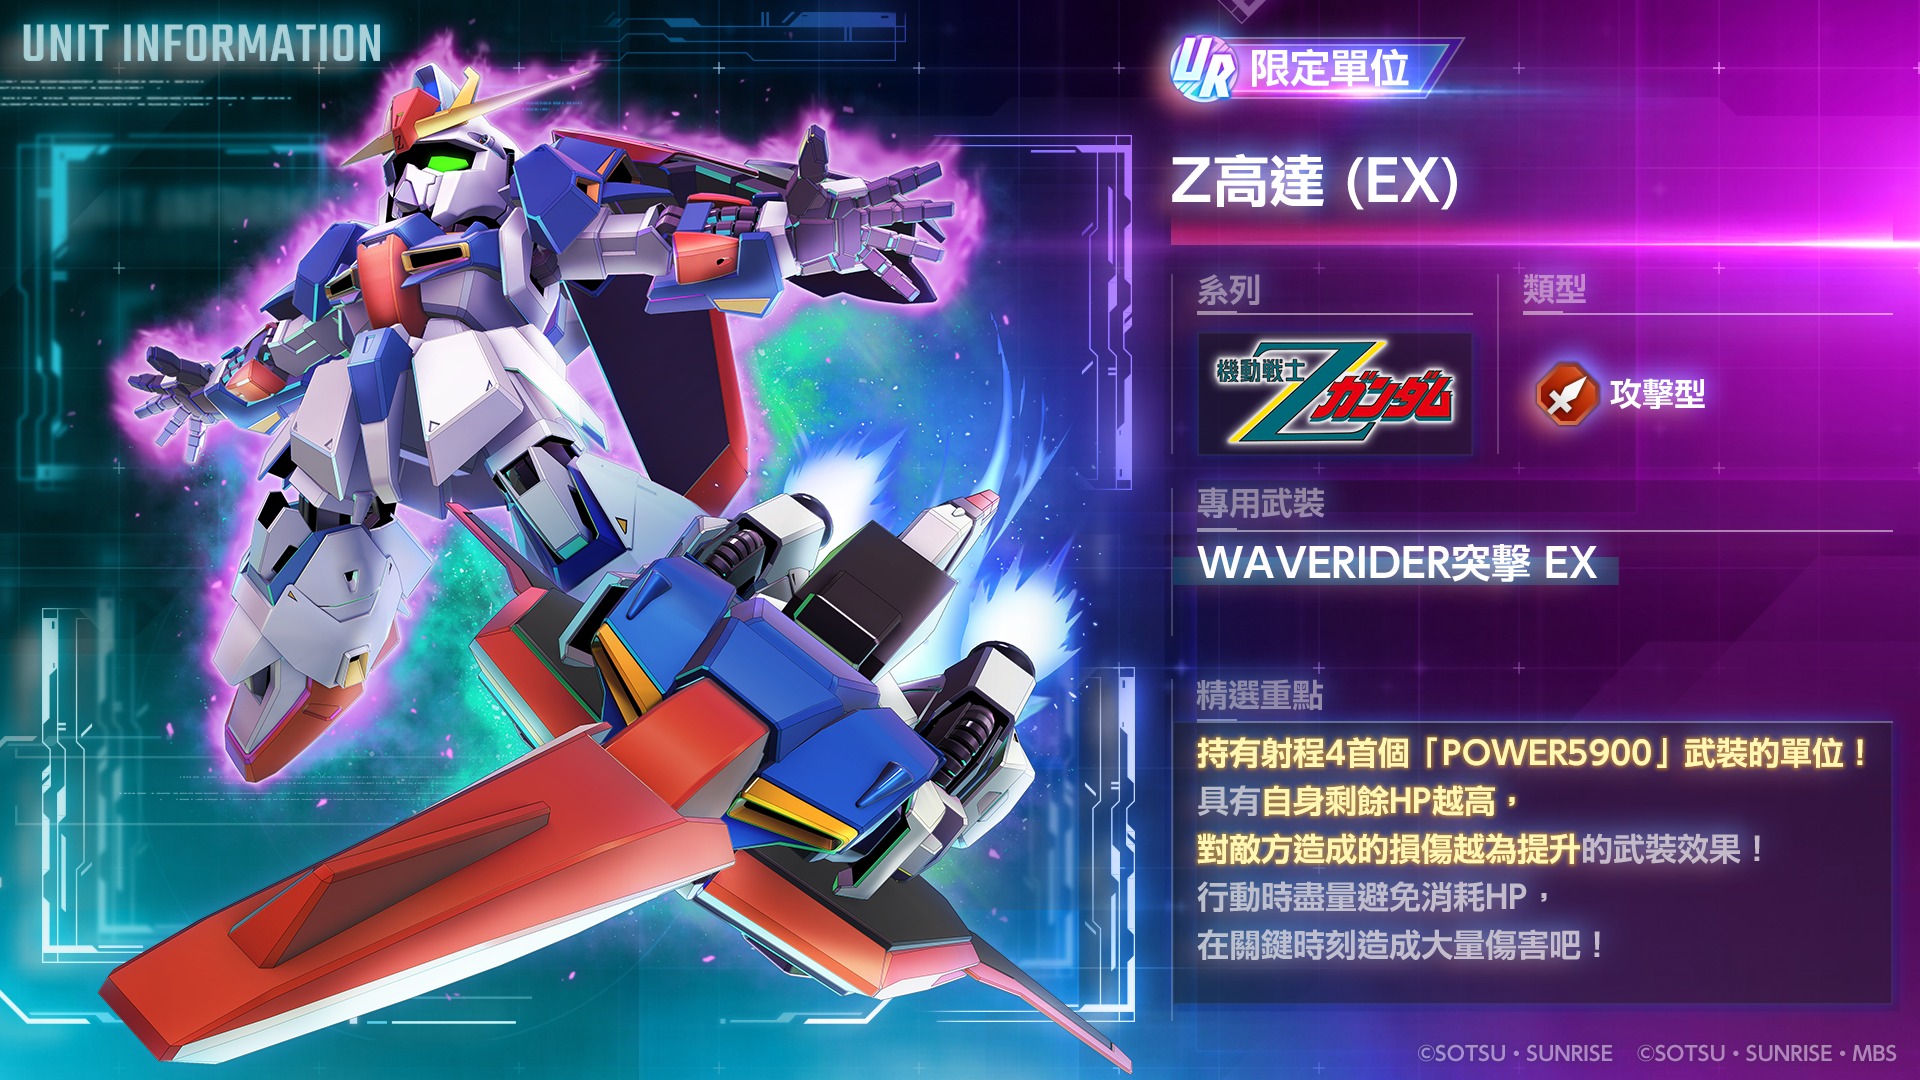 UNIT INFORMATION
UR 限定單位
Z高達 (EX)
系列
類型
機動戦士Zガンダム
攻擊型
專用武裝
WAVERIDER突擊 EX
精選重點
持有射程4首個「POWER5900」武裝的單位！
具有自身剩餘HP越高，
對敵方造成的損傷越為提升的武裝效果！
行動時盡量避免消耗HP，
在關鍵時刻造成大量傷害吧！
©SOTSU・SUNRISE ©SOTSU・SUNRISE・MBS